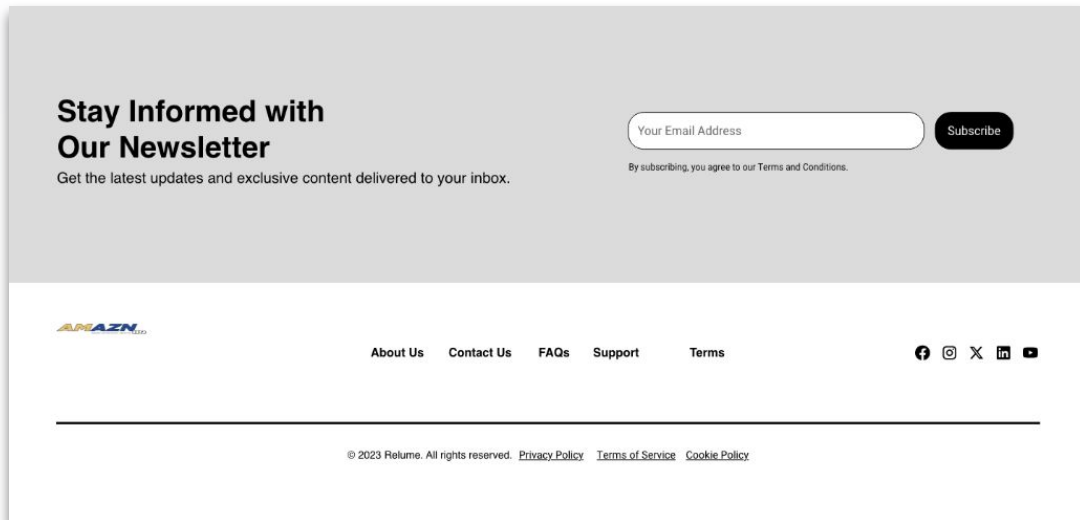 Stay Informed with
Our Newsletter
Get the latest updates and exclusive content delivered to your inbox.
Your Email Address
Subscribe
By subscribing, you agree to our Terms and Conditions.
AMAZN
About Us Contact Us FAQs Support Terms
© 2023 Relume. All rights reserved. Privacy Policy Terms of Service Cookie Policy